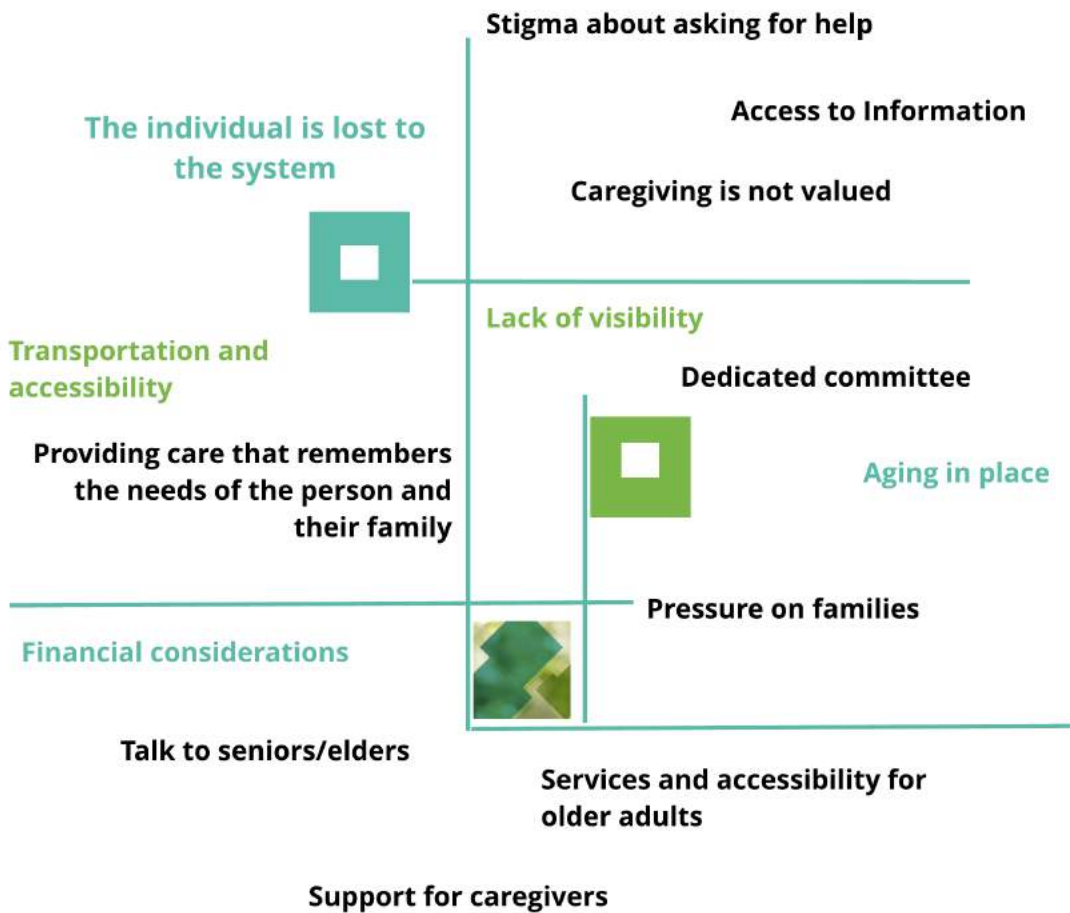 Stigma about asking for help
Access to Information
The individual is lost to
the system
Caregiving is not valued
Lack of visibility
Transportation and
accessibility
Dedicated committee
Providing care that remembers
the needs of the person and
their family
Aging in place
Pressure on families
Financial considerations
Talk to seniors/elders
Services and accessibility for
older adults
Support for caregivers